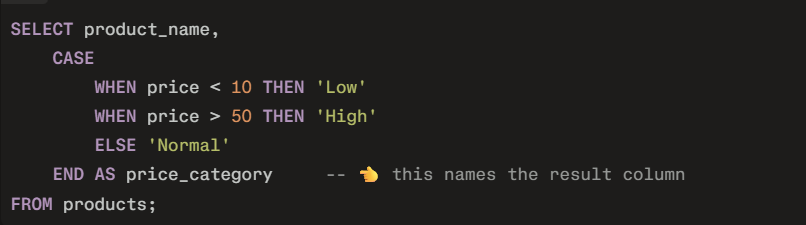 SELECT product_name,
    CASE
        WHEN price < 10 THEN 'Low'
        WHEN price > 50 THEN 'High'
        ELSE 'Normal'
    END AS price_category     -- 👈 this names the result column
FROM products;